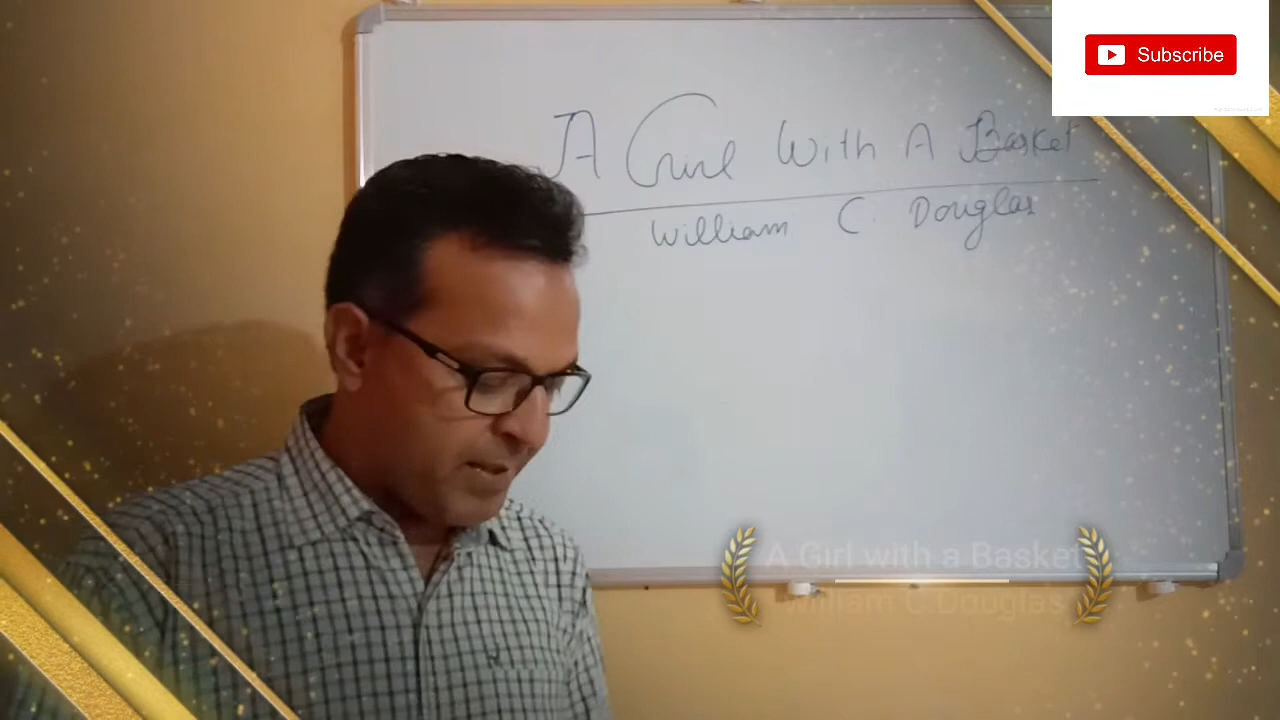 Subscribe
A Girl With A Basket
William C. Douglas
A Girl with a Basket
William C.Douglas